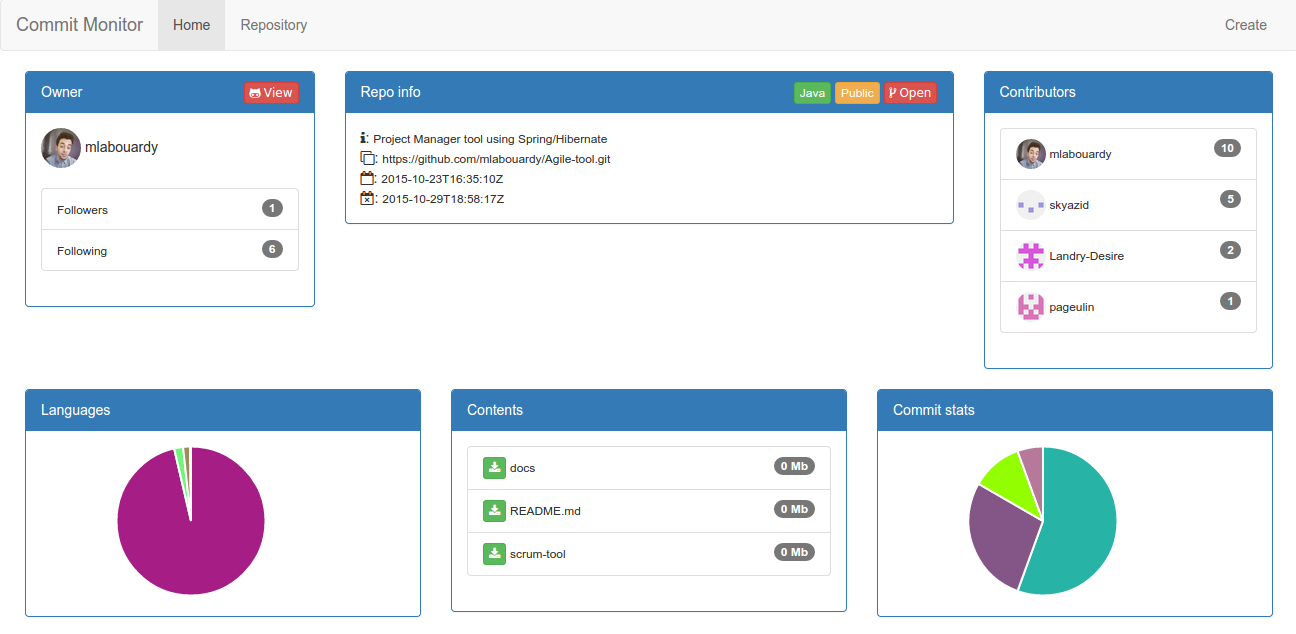 Commit Monitor Home Repository Create
Owner View
mlabouardy
Followers 1
Following 6
Repo info Java Public Open
: Project Manager tool using Spring/Hibernate
: https://github.com/mlabouardy/Agile-tool.git
: 2015-10-23T16:35:10Z
: 2015-10-29T18:58:17Z
Contributors
mlabouardy 10
skyazid 5
Landry-Desire 2
pageulin 1
Languages
Contents
docs 0 Mb
README.md 0 Mb
scrum-tool 0 Mb
Commit stats